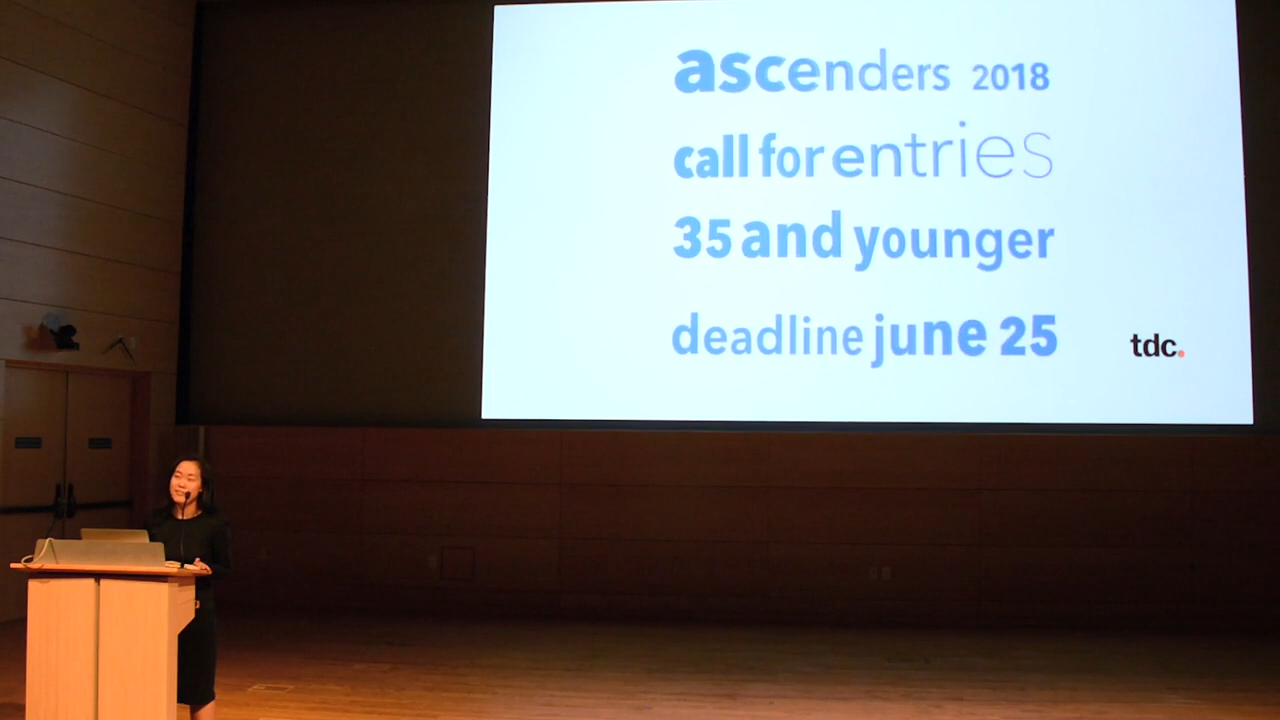 ascenders 2018
call for entries
35 and younger
deadline june 25
tdc.